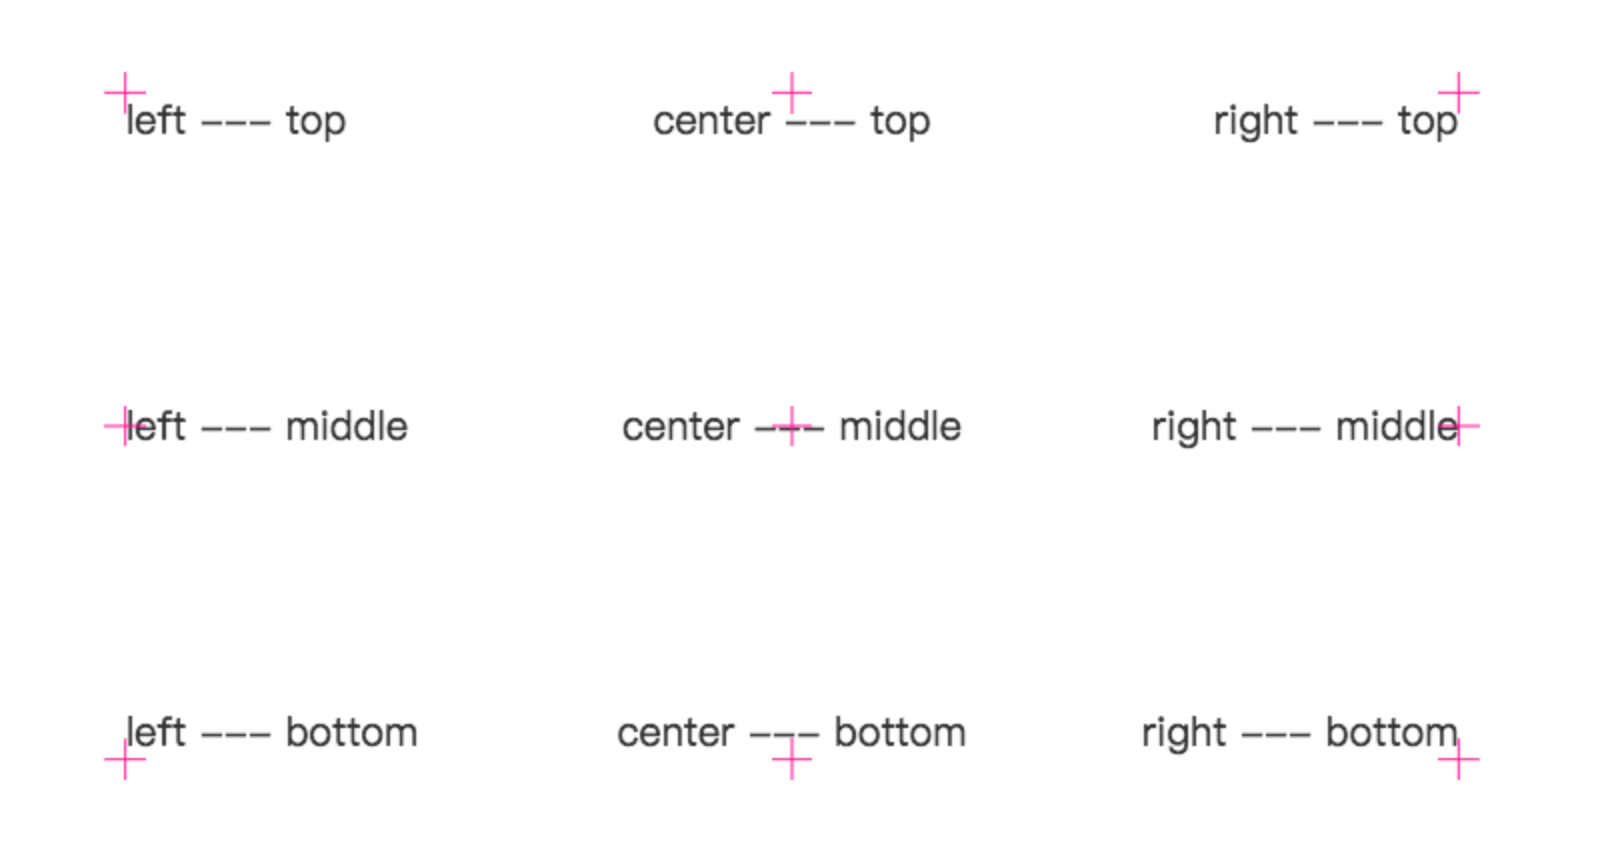 left --- top
center --- top
right --- top
left --- middle
center --- middle
right --- middle
left --- bottom
center --- bottom
right --- bottom